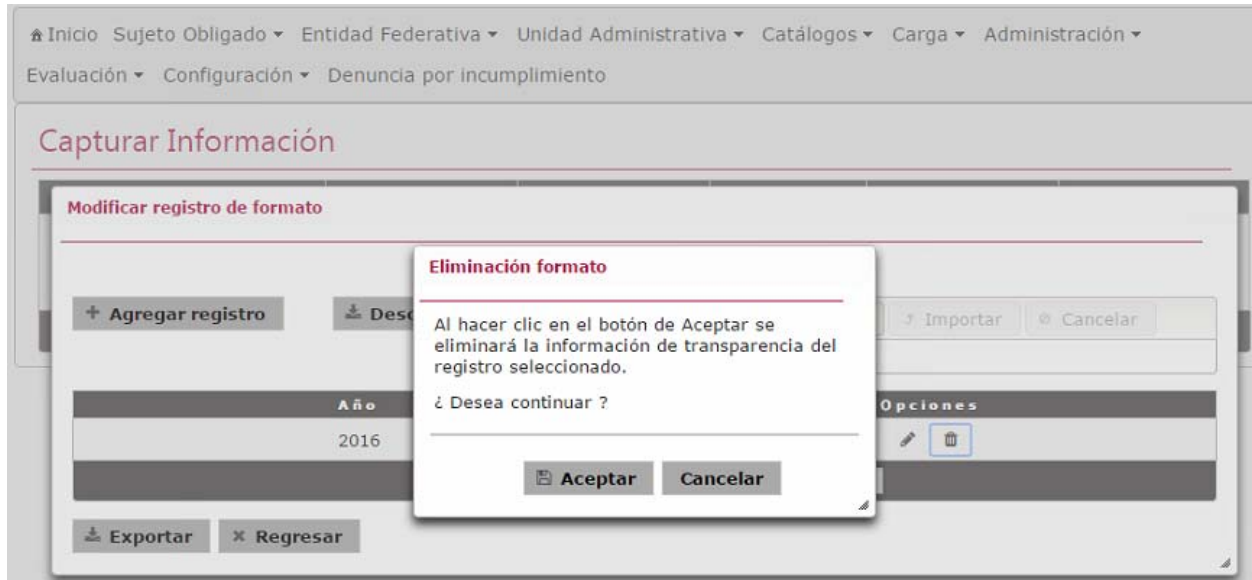 Inicio Sujeto Obligado Entidad Federativa Unidad Administrativa Catálogos Carga Administración
Evaluación Configuración Denuncia por incumplimiento
Capturar Información
Modificar registro de formato
Eliminación formato
Agregar registro
Importar Cancelar
Al hacer clic en el botón de Aceptar se
eliminará la información de transparencia del
registro seleccionado.
¿ Desea continuar ?
Año Opciones
2016
Aceptar Cancelar
Exportar Regresar